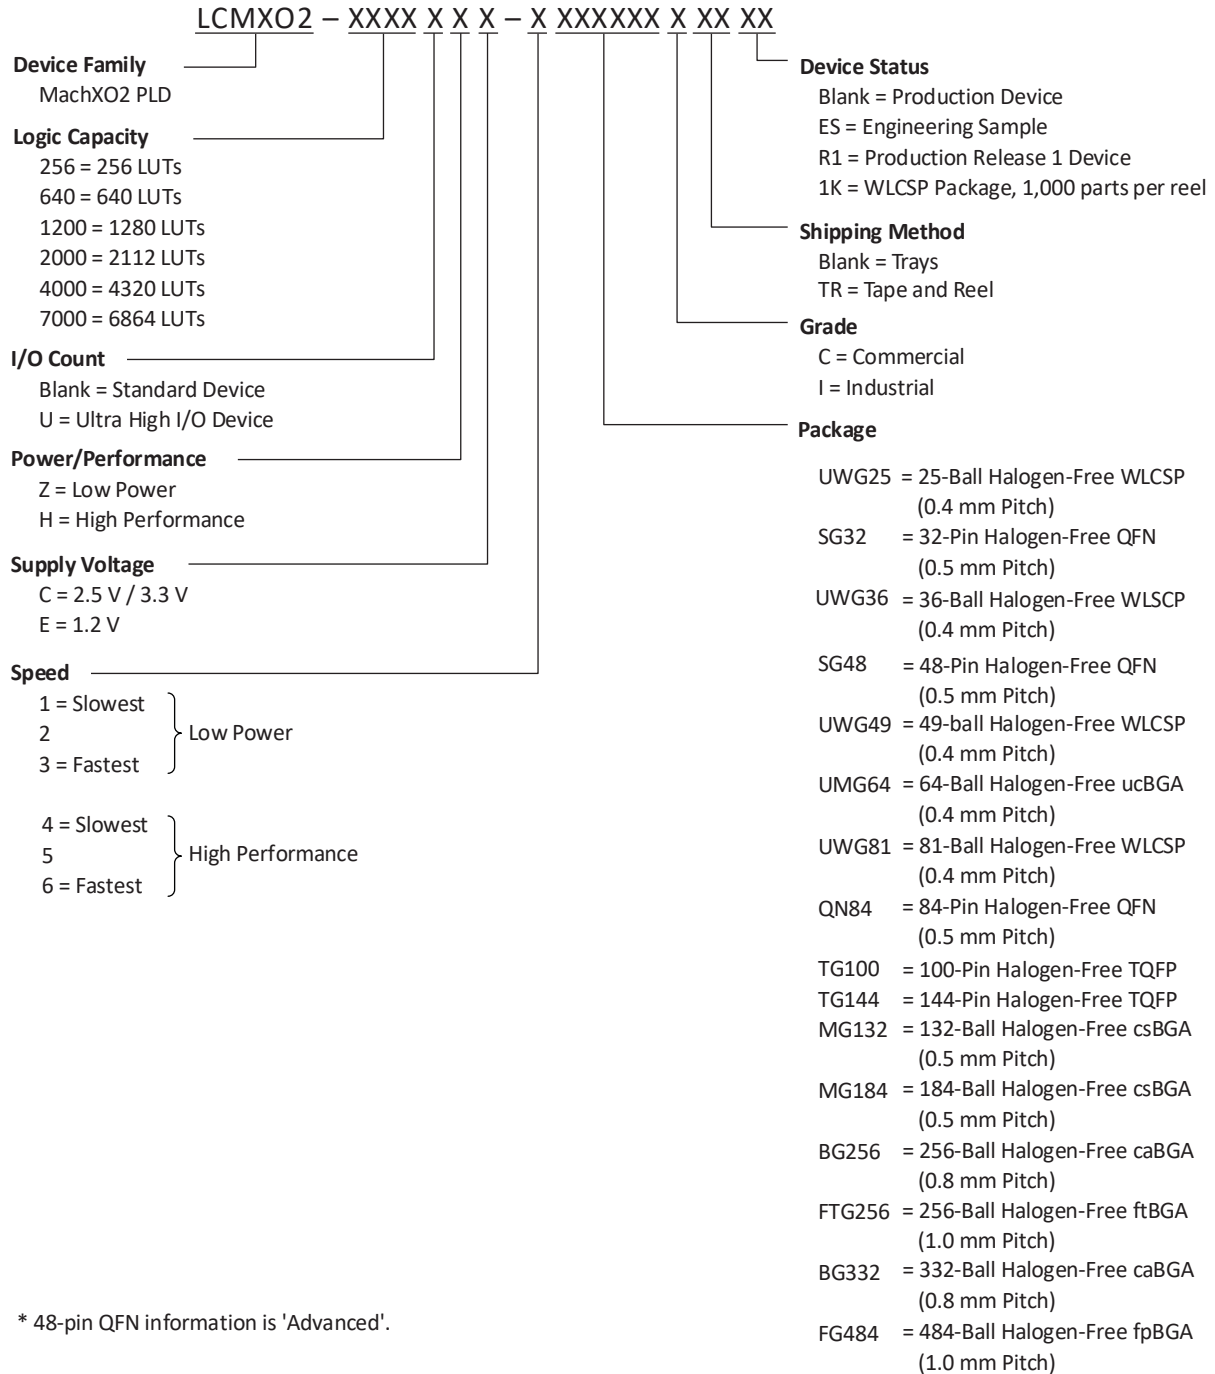 LCMXO2 – XXXX X X X – X XXXXXX X XX XX
Device Family
MachXO2 PLD
Logic Capacity
256 = 256 LUTs
640 = 640 LUTs
1200 = 1280 LUTs
2000 = 2112 LUTs
4000 = 4320 LUTs
7000 = 6864 LUTs
I/O Count
Blank = Standard Device
U = Ultra High I/O Device
Power/Performance
Z = Low Power
H = High Performance
Supply Voltage
C = 2.5 V / 3.3 V
E = 1.2 V
Speed
1 = Slowest
2
3 = Fastest
Low Power
4 = Slowest
5
6 = Fastest
High Performance
Device Status
Blank = Production Device
ES = Engineering Sample
R1 = Production Release 1 Device
1K = WLCSP Package, 1,000 parts per reel
Shipping Method
Blank = Trays
TR = Tape and Reel
Grade
C = Commercial
I = Industrial
Package
UWG25 = 25-Ball Halogen-Free WLCSP
(0.4 mm Pitch)
SG32 = 32-Pin Halogen-Free QFN
(0.5 mm Pitch)
UWG36 = 36-Ball Halogen-Free WLSCP
(0.4 mm Pitch)
SG48 = 48-Pin Halogen-Free QFN
(0.5 mm Pitch)
UWG49 = 49-ball Halogen-Free WLCSP
(0.4 mm Pitch)
UMG64 = 64-Ball Halogen-Free ucBGA
(0.4 mm Pitch)
UWG81 = 81-Ball Halogen-Free WLCSP
(0.4 mm Pitch)
QN84 = 84-Pin Halogen-Free QFN
(0.5 mm Pitch)
TG100 = 100-Pin Halogen-Free TQFP
TG144 = 144-Pin Halogen-Free TQFP
MG132 = 132-Ball Halogen-Free csBGA
(0.5 mm Pitch)
MG184 = 184-Ball Halogen-Free csBGA
(0.5 mm Pitch)
BG256 = 256-Ball Halogen-Free caBGA
(0.8 mm Pitch)
FTG256 = 256-Ball Halogen-Free ftBGA
(1.0 mm Pitch)
BG332 = 332-Ball Halogen-Free caBGA
(0.8 mm Pitch)
FG484 = 484-Ball Halogen-Free fpBGA
(1.0 mm Pitch)
* 48-pin QFN information is 'Advanced'.